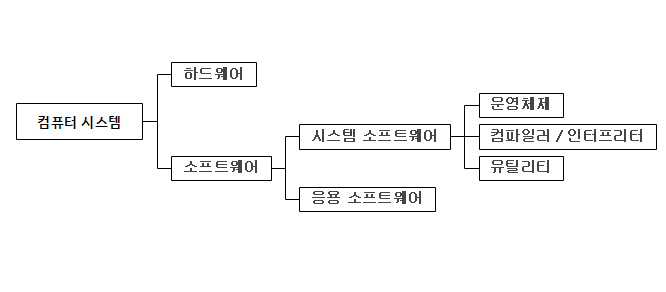 컴퓨터 시스템
하드웨어
소프트웨어
시스템 소프트웨어
응용 소프트웨어
운영체제
컴파일러 / 인터프리터
유틸리티